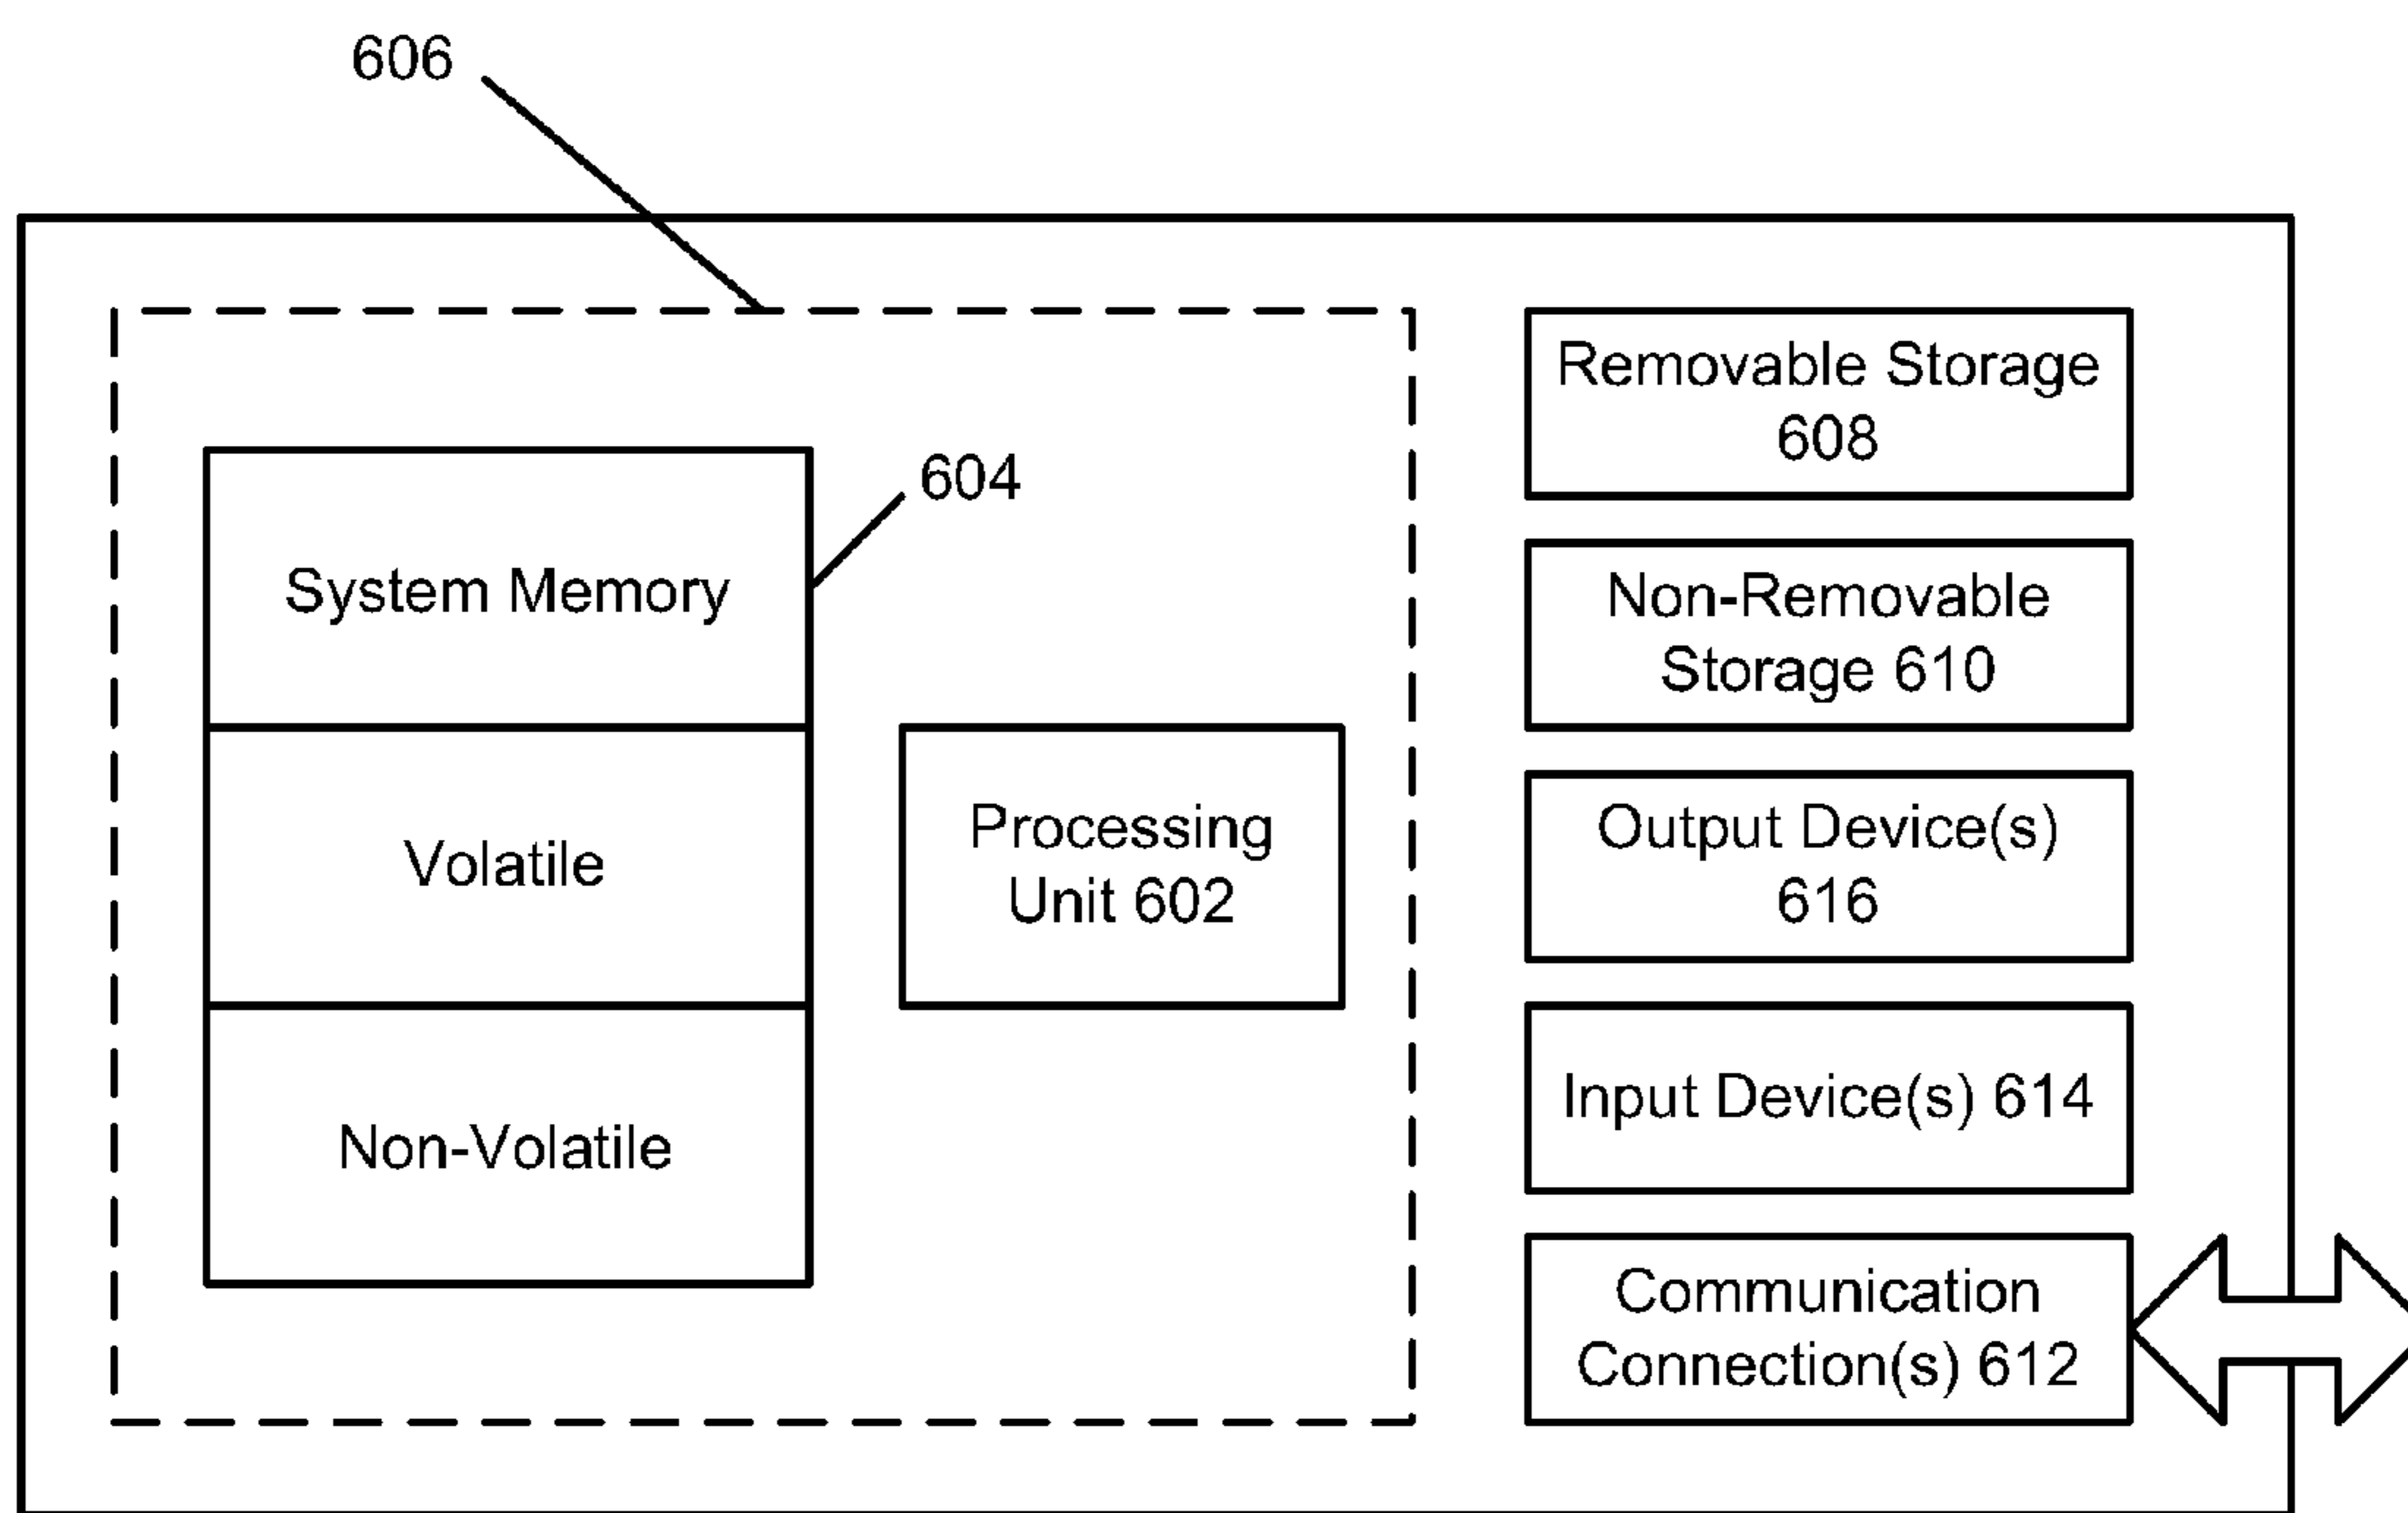 606
604
System Memory
Volatile
Non-Volatile
Processing
Unit 602
Removable Storage
608
Non-Removable
Storage 610
Output Device(s)
616
Input Device(s) 614
Communication
Connection(s) 612